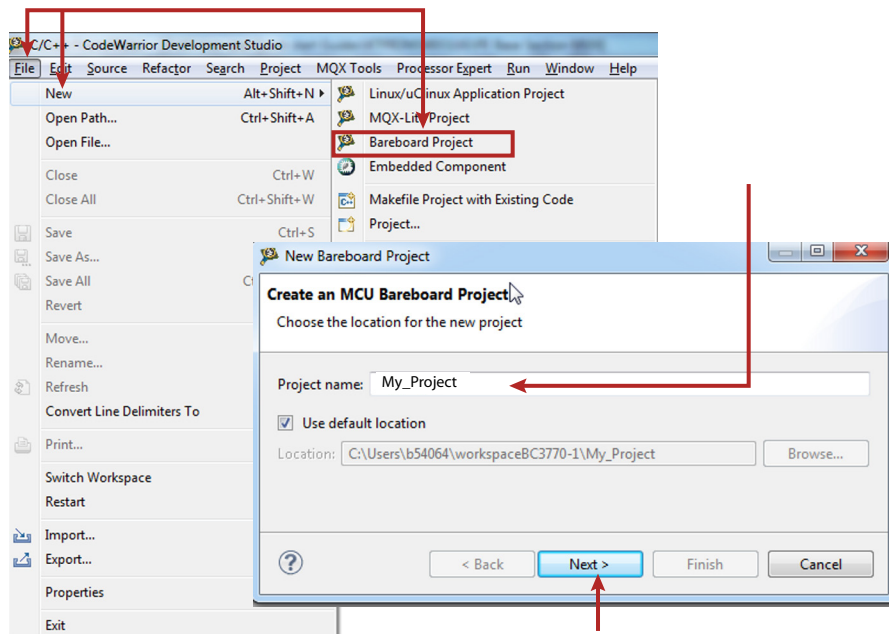 C/C++ - CodeWarrior Development Studio
File Edit Source Refactor Search Project MQX Tools Processor Expert Run Window Help
New Alt+Shift+N
Open Path... Ctrl+Shift+A
Open File...
Close Ctrl+W
Close All Ctrl+Shift+W
Save Ctrl+S
Save As...
Save All
Revert
Move...
Rename...
Refresh
Convert Line Delimiters To
Print...
Switch Workspace
Restart
Import...
Export...
Properties
Exit
Linux/uClinux Application Project
MQX-Lite Project
Bareboard Project
Embedded Component
Makefile Project with Existing Code
Project...
New Bareboard Project
Create an MCU Bareboard Project
Choose the location for the new project
Project name: My_Project
Use default location
Location: C:\Users\b54064\workspaceBC3770-1\My_Project Browse...
? < Back Next > Finish Cancel